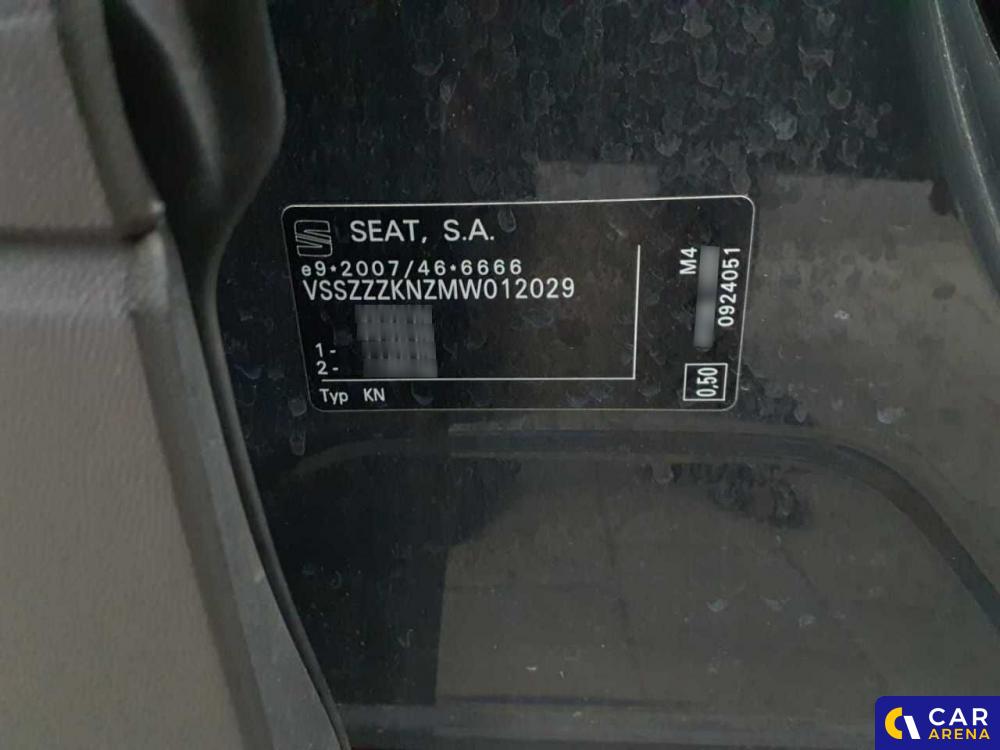 SEAT, S.A.
e9*2007/46*6666
VSSZZZKNZMW012029
1-
2-
Typ KN
M4
0924051
0,50
CAR
ARENA